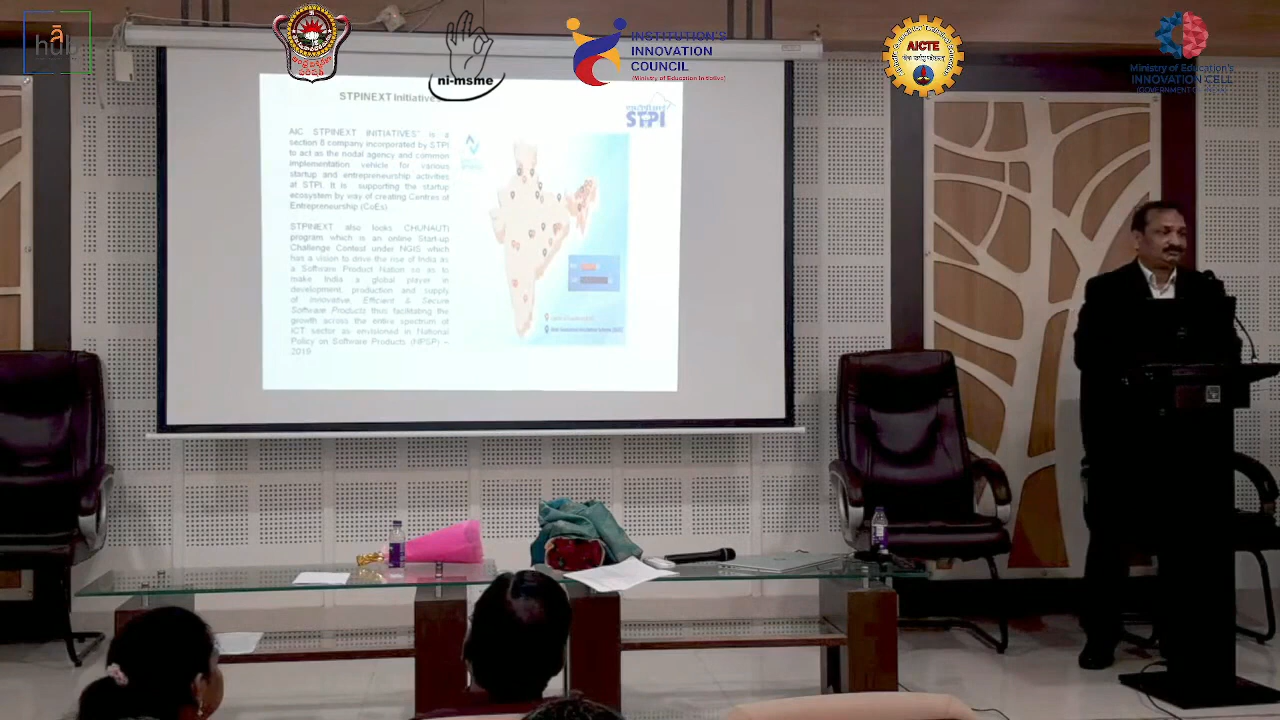 āhub
ni-msme
INSTITUTION'S
INNOVATION
COUNCIL
(Ministry of Education Initiative)
AICTE
Ministry of Education's
INNOVATION CELL
(GOVERNMENT OF INDIA)
STPINEXT Initiatives
STPI
AIC STPINEXT INITIATIVES" is a
section 8 company incorporated by STPI
to act as the nodal agency and common
implementation vehicle for various
startup and entrepreneurship activities
at STPI. It is supporting the startup
ecosystem by way of creating Centres of
Entrepreneurship (CoEs).
STPINEXT also looks CHUNAUTI
program which is an online Start-up
Challenge Contest under NGIS which
has a vision to drive the rise of India as
a Software Product Nation so as to
make India a global player in
development, production and supply
of Innovative, Efficient & Secure
Software Products thus facilitating the
growth across the entire spectrum of
ICT sector as envisioned in National
Policy on Software Products (NPSP) –
2019